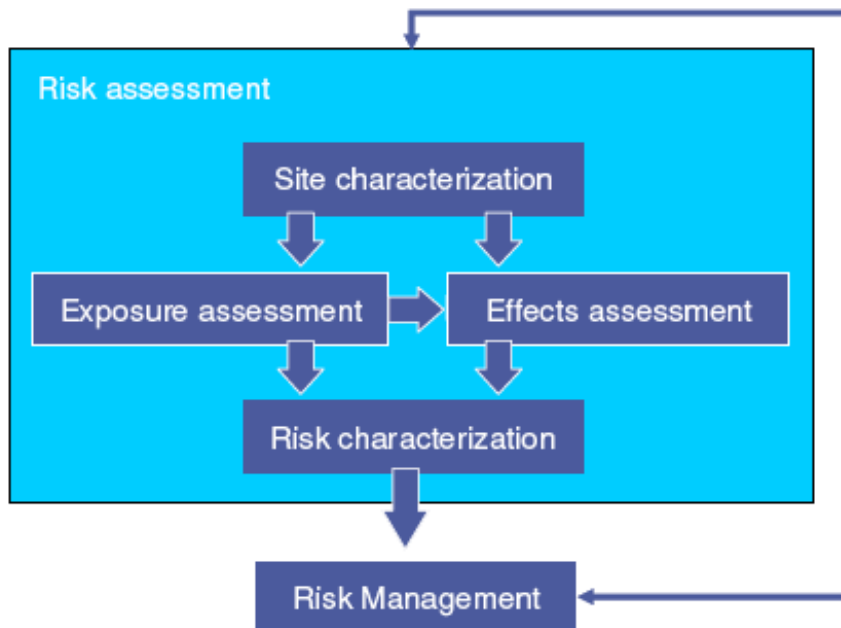 Risk assessment
Site characterization
Exposure assessment
Effects assessment
Risk characterization
Risk Management